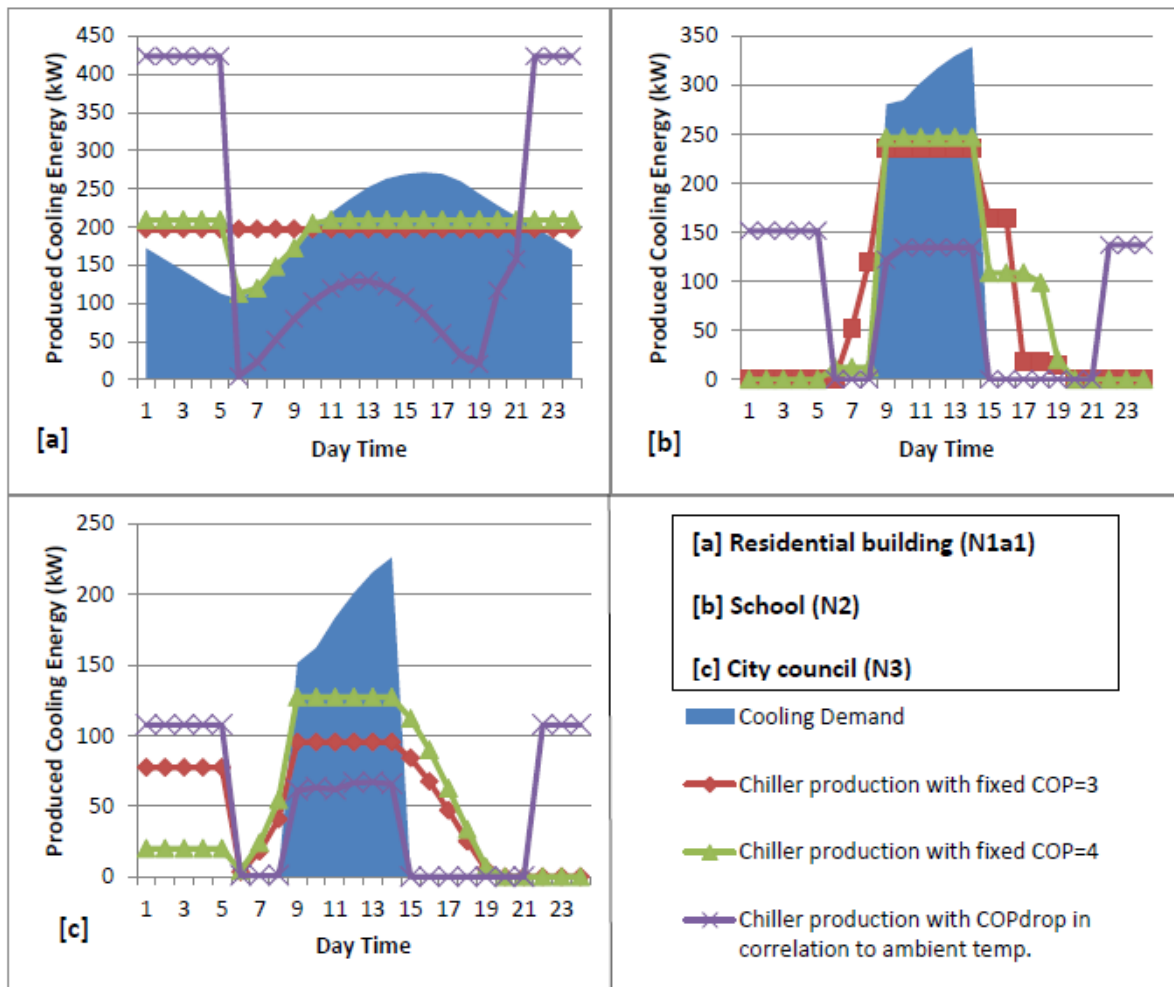 Produced Cooling Energy (kW)
450
400
350
300
250
200
150
100
50
0
1 3 5 7 9 11 13 15 17 19 21 23
[a]
Day Time
Produced Cooling Energy (kW)
350
300
250
200
150
100
50
0
1 3 5 7 9 11 13 15 17 19 21 23
[b]
Day Time
Produced Cooling Energy (kW)
250
200
150
100
50
0
1 3 5 7 9 11 13 15 17 19 21 23
[c]
Day Time
[a] Residential building (N1a1)
[b] School (N2)
[c] City council (N3)
Cooling Demand
Chiller production with fixed COP=3
Chiller production with fixed COP=4
Chiller production with COPdrop in
correlation to ambient temp.